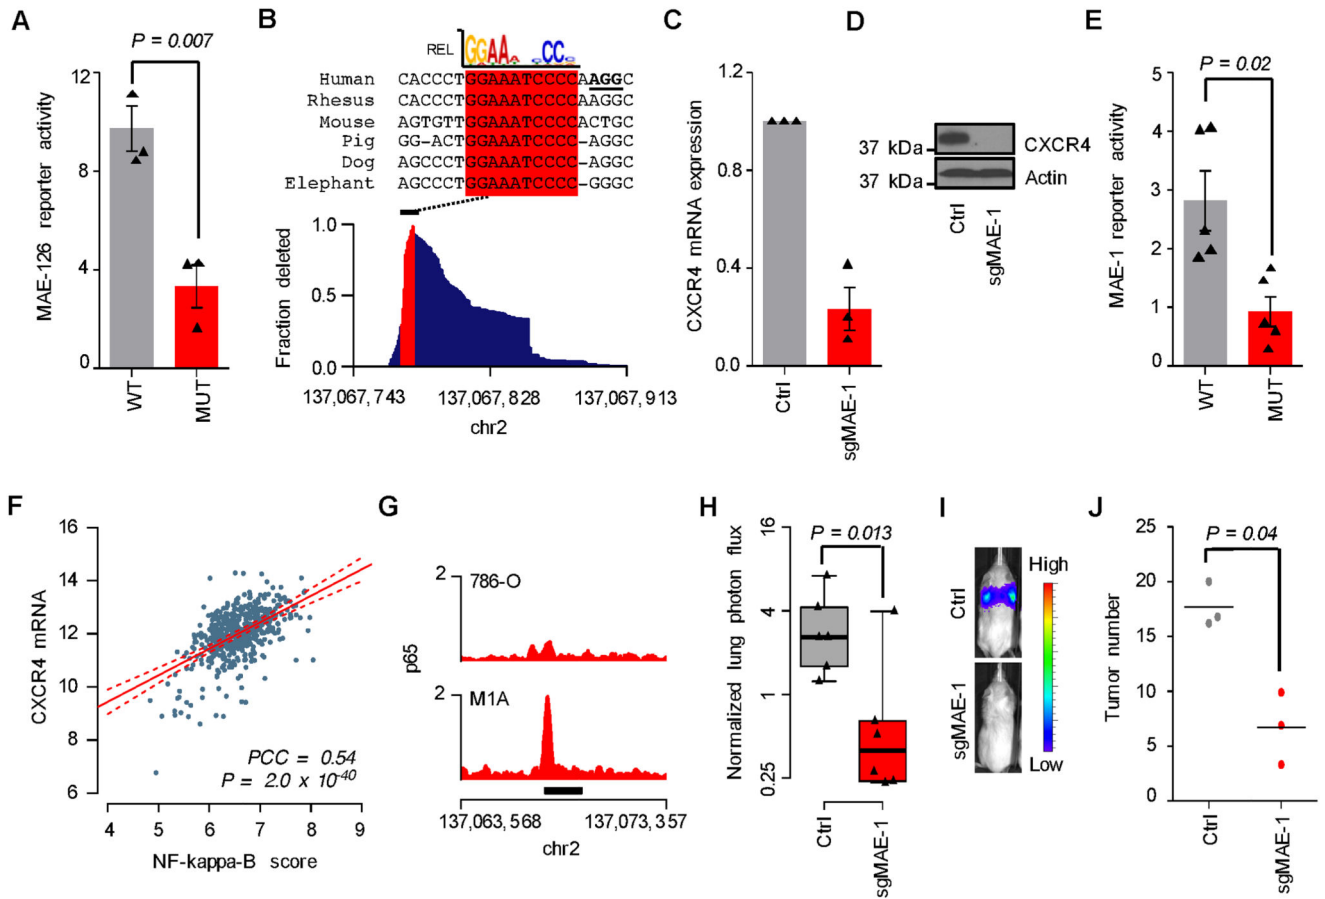 A
P = 0.007
MAE-126 reporter activity
12
8
4
0
WT
MUT
B
REL
GGAA CC
Human CACCCTGGAAATCCCCAAGGC
Rhesus CACCCTGGAAATCCCCAAGGC
Mouse AGTGTTGGAAATCCCCACTGC
Pig GG-ACTGGAAATCCCC-AGGC
Dog AGCCCTGGAAATCCCC-AGGC
Elephant AGCCCTGGAAATCCCC-GGGC
Fraction deleted
1.0
0.5
0.0
137,067,743 137,067,828 137,067,913
chr2
C
CXCR4 mRNA expression
1.2
0.8
0.4
0.0
Ctrl
sgMAE-1
D
37 kDa CXCR4
37 kDa Actin
Ctrl
sgMAE-1
E
P = 0.02
MAE-1 reporter activity
5
4
3
2
1
0
WT
MUT
F
CXCR4 mRNA
16
14
12
10
8
6
PCC = 0.54
P = 2.0 x 10-40
4 5 6 7 8 9
NF-kappa-B score
G
p65
2
786-O
2
M1A
137,063,568 137,073,357
chr2
H
P = 0.013
Normalized lung photon flux
16
4
1
0.25
Ctrl
sgMAE-1
I
Ctrl
sgMAE-1
High
Low
J
P = 0.04
Tumor number
25
20
15
10
5
0
Ctrl
sgMAE-1